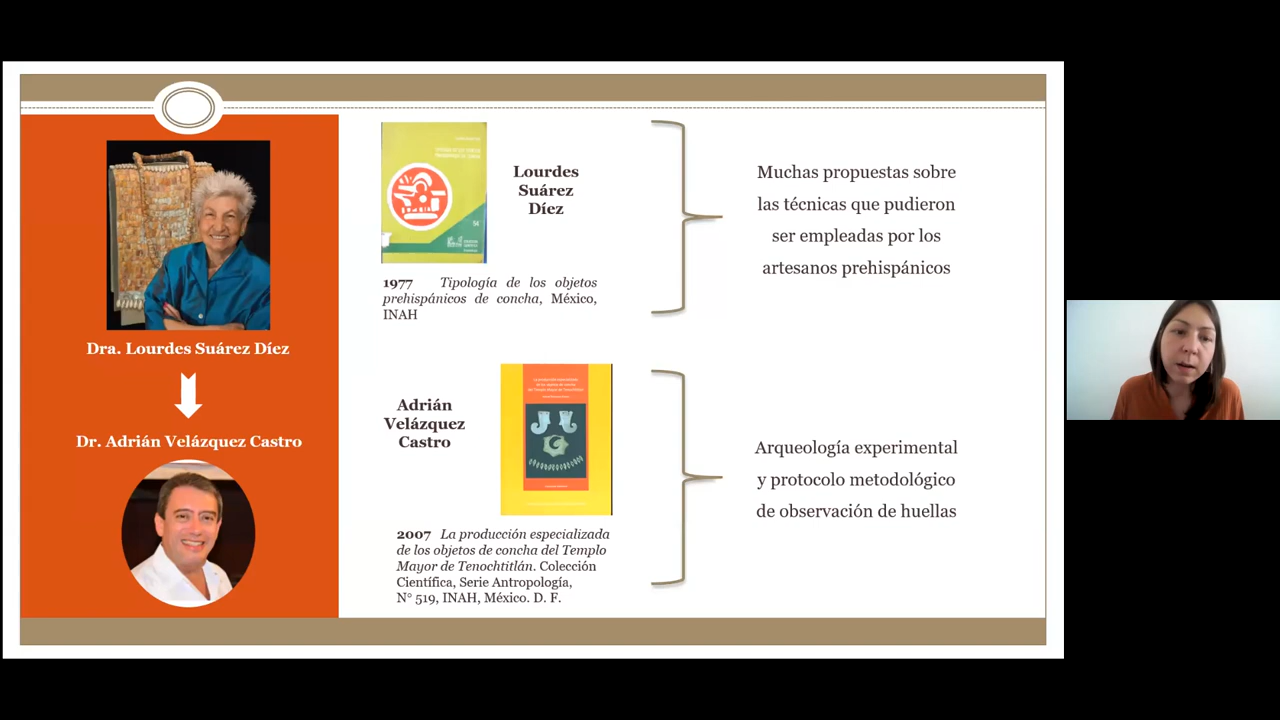 Dra. Lourdes Suárez Díez
Dr. Adrián Velázquez Castro
Lourdes
Suárez
Díez
1977 Tipología de los objetos
prehispánicos de concha, México,
INAH
Muchas propuestas sobre
las técnicas que pudieron
ser empleadas por los
artesanos prehispánicos
Adrián
Velázquez
Castro
2007 La producción especializada
de los objetos de concha del Templo
Mayor de Tenochtitlán. Colección
Científica, Serie Antropología,
N° 519, INAH, México. D. F.
Arqueología experimental
y protocolo metodológico
de observación de huellas